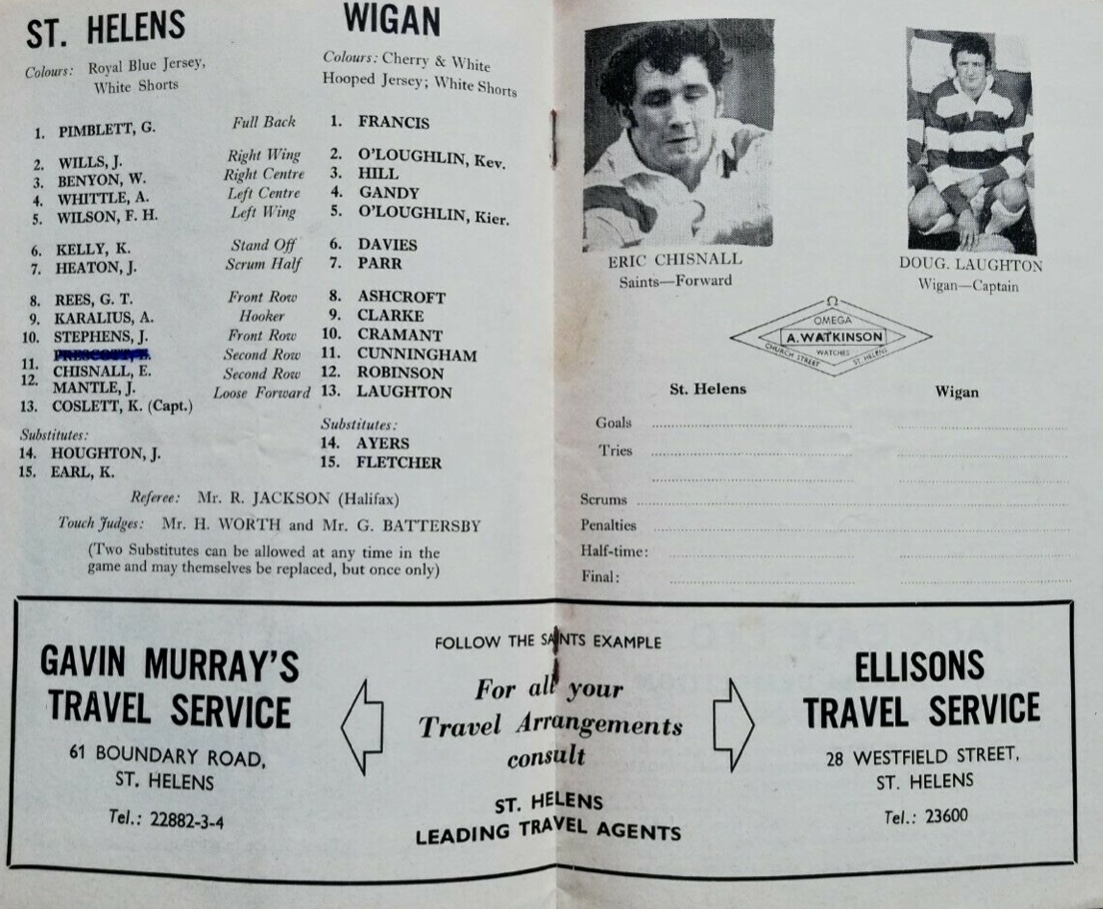 ST. HELENS
Colours: Royal Blue Jersey,
White Shorts
WIGAN
Colours: Cherry & White
Hooped Jersey; White Shorts
1. PIMBLETT, G. Full Back 1. FRANCIS
2. WILLS, J. Right Wing 2. O'LOUGHLIN, Kev.
3. BENYON, W. Right Centre 3. HILL
4. WHITTLE, A. Left Centre 4. GANDY
5. WILSON, F. H. Left Wing 5. O'LOUGHLIN, Kier.
6. KELLY, K. Stand Off 6. DAVIES
7. HEATON, J. Scrum Half 7. PARR
8. REES, G. T. Front Row 8. ASHCROFT
9. KARALIUS, A. Hooker 9. CLARKE
10. STEPHENS, J. Front Row 10. CRAMANT
Second Row 11. CUNNINGHAM
11. CHISNALL, E. Second Row 12. ROBINSON
12. MANTLE, J. Loose Forward 13. LAUGHTON
13. COSLETT, K. (Capt.)
Substitutes:
14. HOUGHTON, J.
15. EARL, K.
Substitutes:
14. AYERS
15. FLETCHER
Referee: Mr. R. JACKSON (Halifax)
Touch Judges: Mr. H. WORTH and Mr. G. BATTERSBY
(Two Substitutes can be allowed at any time in the
game and may themselves be replaced, but once only)
ERIC CHISNALL
Saints—Forward
DOUG. LAUGHTON
Wigan—Captain
Ω
OMEGA
A. WATKINSON
WATCHES
CHURCH STREET ST. HELENS
St. Helens Wigan
Goals
Tries
Scrums
Penalties
Half-time:
Final:
GAVIN MURRAY'S
TRAVEL SERVICE
61 BOUNDARY ROAD,
ST. HELENS
Tel.: 22882-3-4
FOLLOW THE SAINTS EXAMPLE
For all your
Travel Arrangements
consult
ST. HELENS
LEADING TRAVEL AGENTS
ELLISONS
TRAVEL SERVICE
28 WESTFIELD STREET,
ST. HELENS
Tel.: 23600